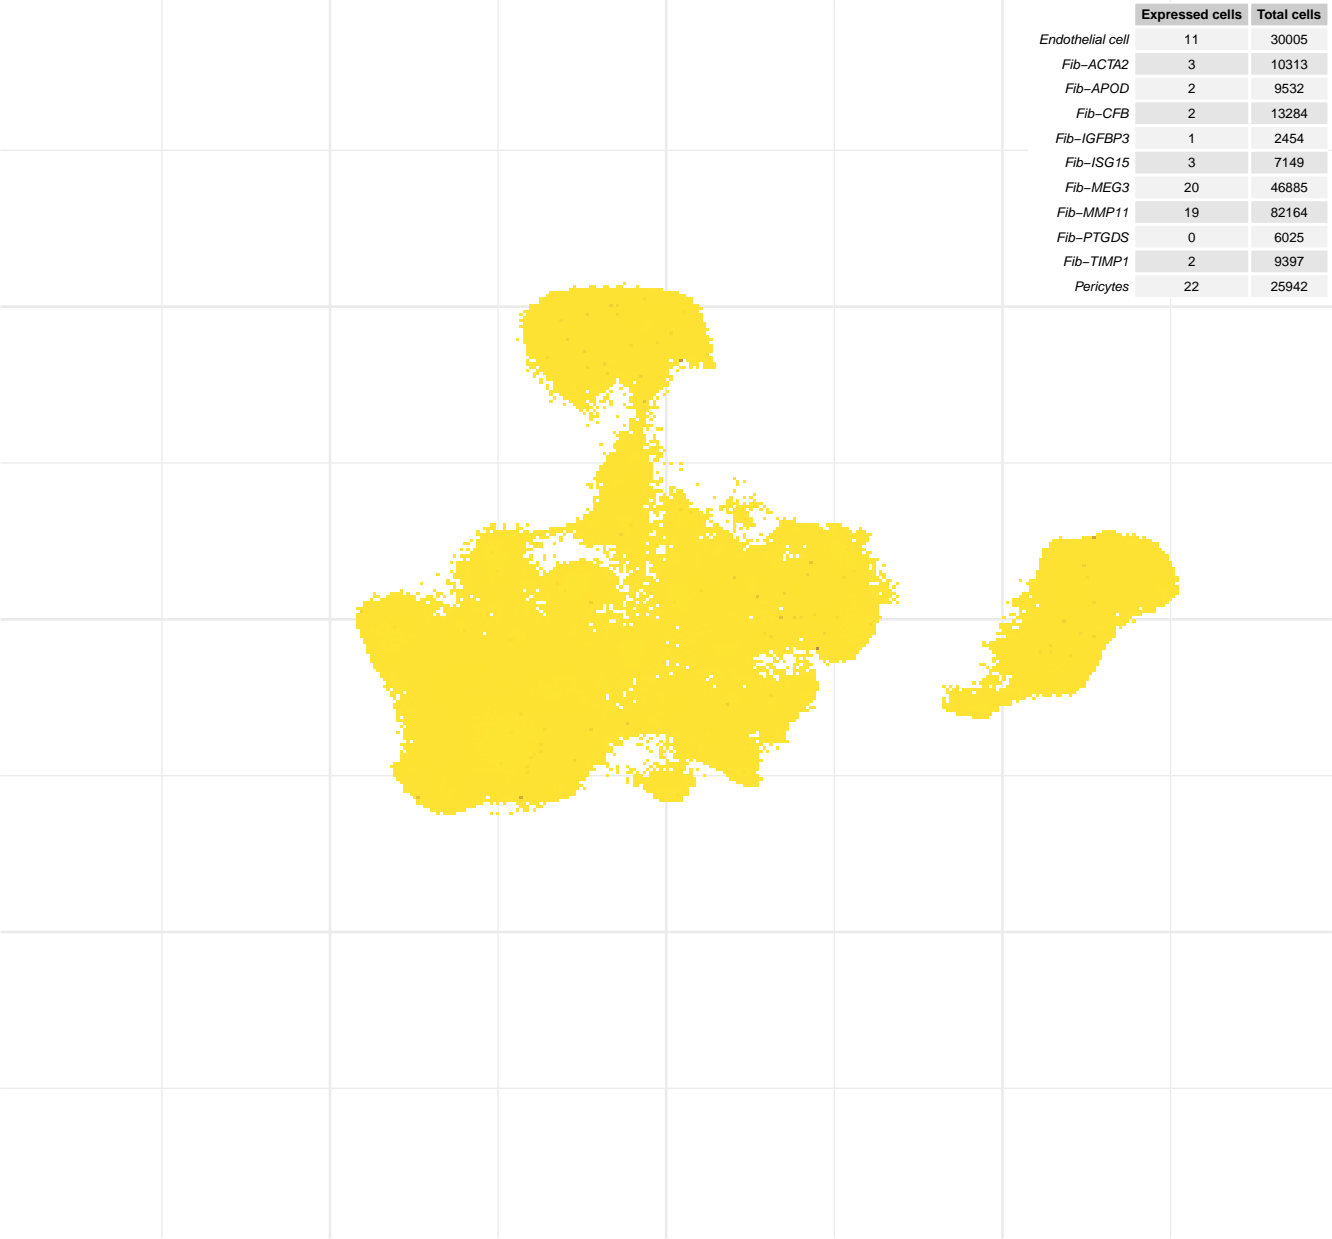 Expressed cells Total cells
Endothelial cell 11 30005
Fib−ACTA2 3 10313
Fib−APOD 2 9532
Fib−CFB 2 13284
Fib−IGFBP3 1 2454
Fib−ISG15 3 7149
Fib−MEG3 20 46885
Fib−MMP11 19 82164
Fib−PTGDS 0 6025
Fib−TIMP1 2 9397
Pericytes 22 25942